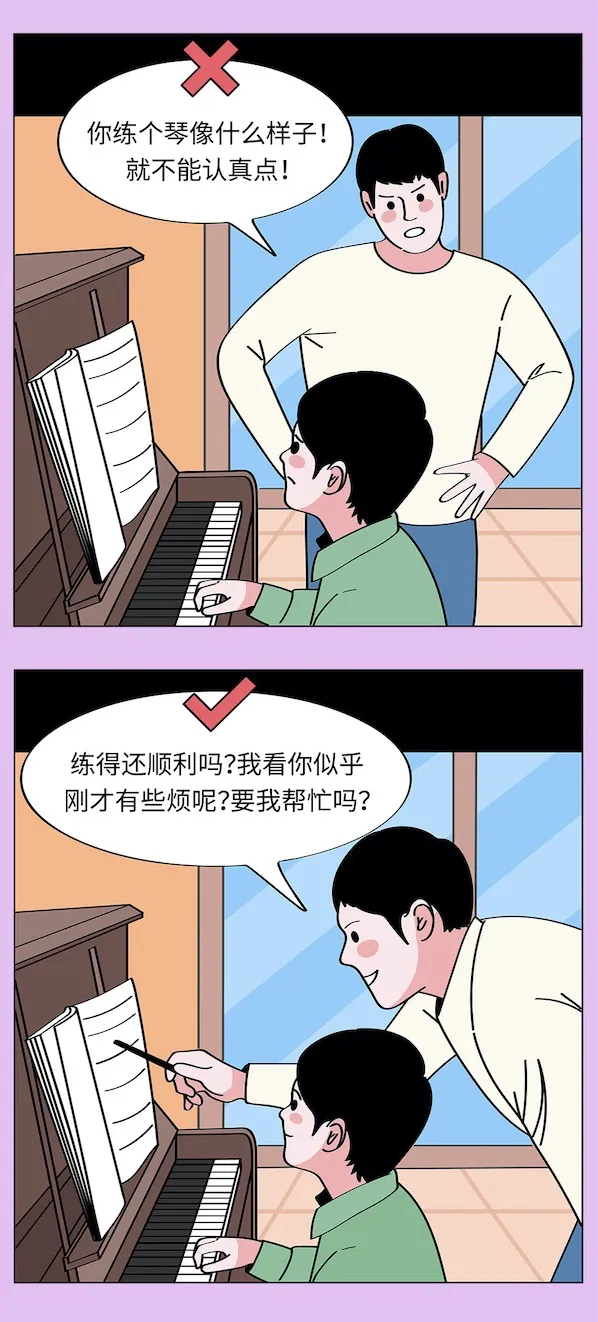 你练个琴像什么样子！
就不能认真点！
练得还顺利吗？我看你似乎
刚才有些烦呢？要我帮忙吗？